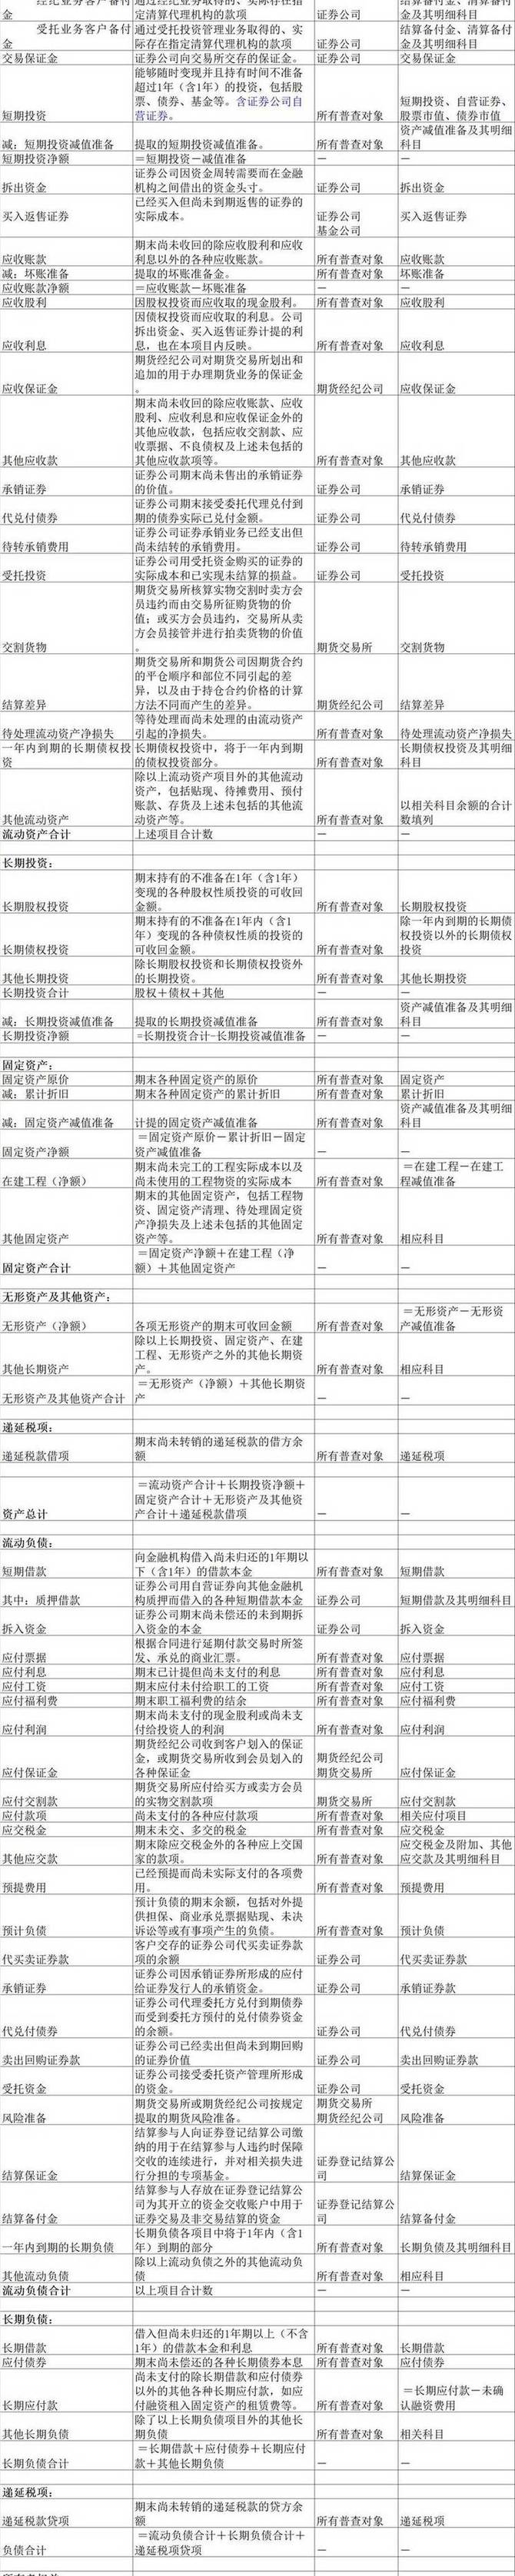 经纪业务客户备付 通过经纪业务取得的、实际存在指 结算备付金、清算备付
金 定清算代理机构的款项 证券公司 金及其明细科目
受托业务客户备付 通过受托投资管理业务取得的、实 结算备付金、清算备付
金 际存在指定清算代理机构的款项 证券公司 金及其明细科目
交易保证金 证券公司向交易所交存的保证金。 证券公司 交易保证金
能够随时变现并且持有时间不准备
超过1年（含1年）的投资，包括股
票、债券、基金等。含证券公司自 短期投资、自营证券、
短期投资 营证券。 所有普查对象 股票市值、债券市值
资产减值准备及其明细
减：短期投资减值准备 提取的短期投资减值准备。 所有普查对象 科目
短期投资净额 ＝短期投资－减值准备 － －
证券公司因资金周转需要而在金融
拆出资金 机构之间借出的资金头寸。 证券公司 拆出资金
已经买入但尚未到期返售的证券的
买入返售证券 实际成本。 证券公司 买入返售证券
基金公司
期末尚未收回的除应收股利和应收
应收账款 利息以外的各种应收账款。 所有普查对象 应收账款
减：坏账准备 提取的坏账准备金。 所有普查对象 坏账准备
应收账款净额 ＝应收账款－坏账准备 － －
应收股利 因股权投资而应收取的现金股利。 所有普查对象 应收股利
因债权投资而应收取的利息。公司
拆出资金、买入返售证券计提的利
应收利息 息，也在本项目内反映。 所有普查对象 应收利息
期货经纪公司对期货交易所划出和
追加的用于办理期货业务的保证金
应收保证金 。 期货经纪公司 应收保证金
期末尚未收回的除应收账款、应收
股利、应收利息和应收保证金外的
其他应收款，包括应收交割款、应
收票据、不良债权及上述未包括的
其他应收款 其他应收款项等。 所有普查对象 其他应收款
证券公司期末尚未售出的承销证券
承销证券 的价值。 证券公司 承销证券
证券公司期末接受委托代理兑付到
代兑付债券 期的债券实际已兑付金额。 证券公司 代兑付债券
证券公司证券承销业务已经支出但
待转承销费用 尚未结转的承销费用。 证券公司 待转承销费用
证券公司用受托资金购买的证券的
受托投资 实际成本和已实现未结算的损益。 证券公司 受托投资
期货交易所核算实物交割时卖方会
员违约而由交易所征购货物的价
值；或买方会员违约，交易所从卖
方会员接管并进行拍卖货物的价值
交割货物 。 期货交易所 交割货物
期货交易所和期货公司因期货合约
的平仓顺序和部位不同引起的差
异，以及由于持仓合约价格的计算
结算差异 方法不同而产生的差异。 期货经纪公司 结算差异
等待处理而尚未处理的由流动资产
待处理流动资产净损失 引起的净损失。 所有普查对象 待处理流动资产净损失
一年内到期的长期债权投 长期债权投资中，将于一年内到期 长期债权投资及其明细
资 的债权投资部分。 所有普查对象 科目
除以上流动资产项目外的其他流动
资产，包括贴现、待摊费用、预付
账款、存货及上述未包括的其他流 以相关科目余额的合计
其他流动资产 动资产等。 所有普查对象 数填列
流动资产合计 上述项目合计数 － －
长期投资：
期末持有的不准备在1年（含1年）
变现的各种股权性质投资的可收回
长期股权投资 金额。 所有普查对象 长期股权投资
期末持有的不准备在1年内（含1 除一年内到期的长期债
年）变现的各种债权性质的投资的 权投资以外的长期债权
长期债权投资 可收回金额。 所有普查对象 投资
除长期股权投资和长期债权投资外
其他长期投资 的长期投资。 所有普查对象 其他长期投资
长期投资合计 股权＋债权＋其他 － －
资产减值准备及其明细
减：长期投资减值准备 提取的长期投资减值准备 所有普查对象 科目
长期投资净额 =长期投资合计-长期投资减值准备 － －
固定资产：
固定资产原价 期末各种固定资产的原价 所有普查对象 固定资产
减：累计折旧 期末各种固定资产的累计折旧 所有普查对象 累计折旧
资产减值准备及其明细
减：固定资产减值准备 计提的固定资产减值准备 所有普查对象 科目
＝固定资产原价－累计折旧－固定
固定资产净额 资产减值准备 － －
期末尚未完工的工程实际成本以及 ＝在建工程－在建工
在建工程（净额） 尚未使用的工程物资的实际成本 所有普查对象 程减值准备
期末的其他固定资产，包括工程物
资、固定资产清理、待处理固定资
产净损失及上述未包括的其他固定
其他固定资产 资产等。 所有普查对象 相应科目
＝固定资产净额＋在建工程（净
固定资产合计 额）＋其他固定资产 － －
无形资产及其他资产：
＝无形资产－无形资
无形资产（净额） 各项无形资产的期末可收回金额 所有普查对象 产减值准备
除以上长期投资、固定资产、在建
工程、无形资产之外的其他长期资
其他长期资产 产。 所有普查对象 相应科目
＝无形资产（净额）＋其他长期资
无形资产及其他资产合计 产 － －
递延税项：
期末尚未转销的递延税款的借方余
递延税款借项 额 所有普查对象 递延税项
＝流动资产合计＋长期投资净额＋
固定资产合计＋无形资产及其他资
资产总计 产合计＋递延税款借项 － －
流动负债：
向金融机构借入尚未归还的1年期以
短期借款 下（含1年）的借款本金 所有普查对象 短期借款
证券公司用自营证券向其他金融机
其中：质押借款 构质押而借入的各种短期借款本金 证券公司 短期借款及其明细科目
证券公司期末尚未偿还的未到期拆
拆入资金 入资金的本金 证券公司 拆入资金
根据合同进行延期付款交易时所签
应付票据 发、承兑的商业汇票。 所有普查对象 应付票据
应付利息 期末已计提但尚未支付的利息 所有普查对象 应付利息
应付工资 期末应付未付给职工的工资 所有普查对象 应付工资
应付福利费 期末职工福利费的结余 所有普查对象 应付福利费
期末尚未支付的现金股利或尚未支
应付利润 付给投资人的利润 所有普查对象 应付利润
期货经纪公司收到客户划入的保证
金，或期货交易所收到会员划入的 期货经纪公司
应付保证金 各种保证金 期货交易所 应付保证金
期货交易所应付给买方或卖方会员
应付交割款 的实物交割款项 期货交易所 应付交割款
应付款项 尚未支付的各种应付款项 所有普查对象 相关应付项目
应交税金 期末未交、多交的税金 所有普查对象 应交税金
期末除应交税金外的各种应上交国 应交税金及附加、其他
其他应交款 家的款项。 所有普查对象 应交款及其明细科目
已经预提而尚未实际支付的各项费
预提费用 用。 所有普查对象 预提费用
预计负债的期末余额，包括对外提
供担保、商业承兑票据贴现、未决
预计负债 诉讼等或有事项产生的负债。 所有普查对象 预计负债
客户交存的证券公司代买卖证券款
代买卖证券款 项的余额 证券公司 代买卖证券款
证券公司因承销证券所形成的应付
承销证券 给证券发行人的承销资金。 证券公司 承销证券款
证券公司代理委托方兑付到期债券
而受到委托方预付的兑付债券资金
代兑付债券 的余额。 证券公司 代兑付债券
证券公司已经卖出但尚未到期回购
卖出回购证券款 的证券价值 证券公司 卖出回购证券款
证券公司接受委托资产管理所形成
受托资金 的资金。 证券公司 受托资金
期货交易所或期货经纪公司按规定 期货交易所
风险准备 提取的期货风险准备。 期货经纪公司 风险准备
结算参与人向证券登记结算公司缴
纳的用于在结算参与人违约时保障
交收的连续进行，并对相关损失进 证券登记结算公
结算保证金 行分担的专项基金。 司 结算保证金
结算参与人存放在证券登记结算公
司为其开立的资金交收账户中用于 证券登记结算公
结算备付金 证券交易及非交易结算的资金 司 结算备付金
长期负债各项目中将于1年内（含1
一年内到期的长期负债 年）到期的部分 所有普查对象 长期负债及其明细科目
除以上流动负债之外的其他流动负
其他流动负债 债 所有普查对象 相应科目
流动负债合计 以上项目合计数 － －
长期负债：
借入但尚未归还的1年期以上（不含
长期借款 1年）的借款本金和利息 所有普查对象 长期借款
应付债券 期末尚未偿还的各种长期债券本息 所有普查对象 应付债券
尚未支付的除长期借款和应付债券
以外的其他各种长期应付款，如应 ＝长期应付款－未确
长期应付款 付融资租入固定资产的租赁费等。 所有普查对象 认融资费用
除了以上长期负债项目外的其他长
其他长期负债 期负债 所有普查对象 相关科目
＝长期借款＋应付债券＋长期应付
长期负债合计 款＋其他长期负债 － －
递延税项：
期末尚未转销的递延税款的贷方余
递延税款贷项 额 所有普查对象 递延税项
＝流动负债合计＋长期负债合计＋
负债合计 递延税项贷项 － －